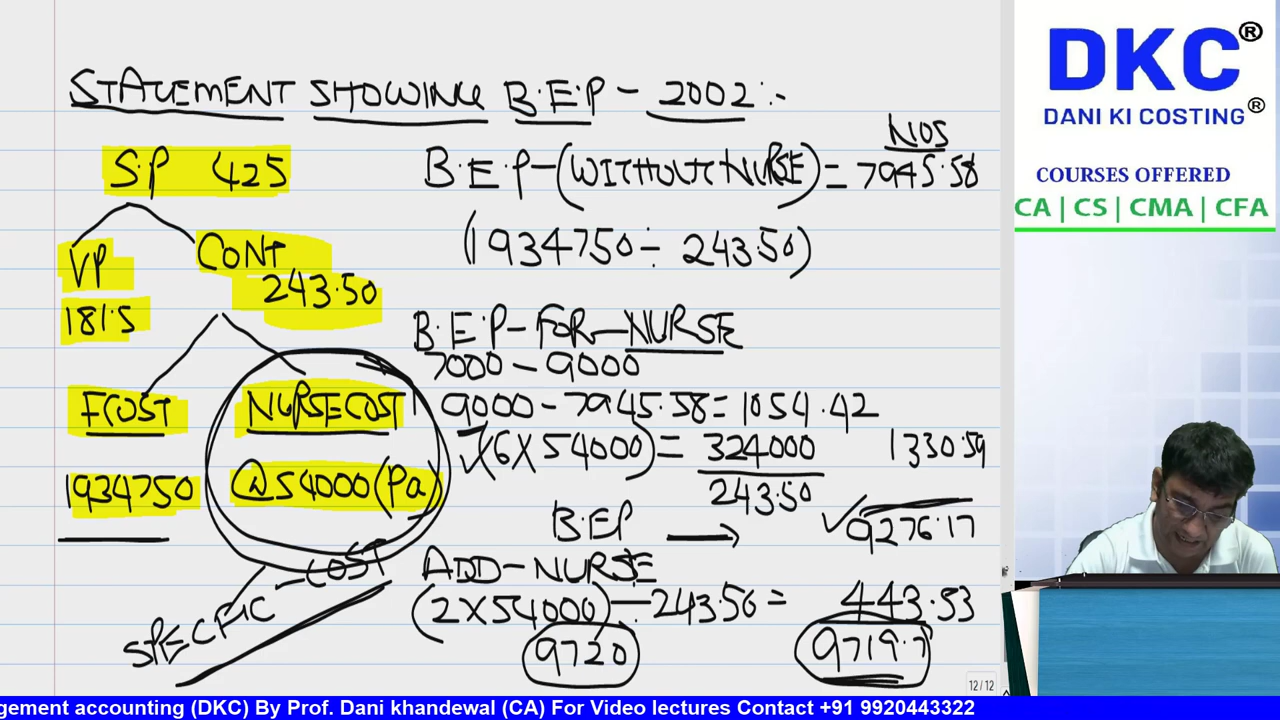 STATEMENT SHOWING B.E.P - 2002 :-
S.P 425
VP
181.5
CONT
243.50
FCOST
1934750
NURSE COST
@54000 (Pa)
SPECFIC - COST
NOS
B.E.P - (WITHOUT NURSE) = 7945.58
(1934750 ÷ 243.50)
B.E.P - FOR - NURSE
7000 - 9000
9000 - 7945.58 = 1054.42
✓(6 X 54000) = 324000 1330.59
243.50
B.EP → ✓9276.17
ADD - NURSE
(2 X 54000) ÷ 243.50 = 443.53
9720 9719.7
12/12
DKC®
DANI KI COSTING®
COURSES OFFERED
CA | CS | CMA | CFA
gement accounting (DKC) By Prof. Dani khandewal (CA) For Video lectures Contact +91 9920443322